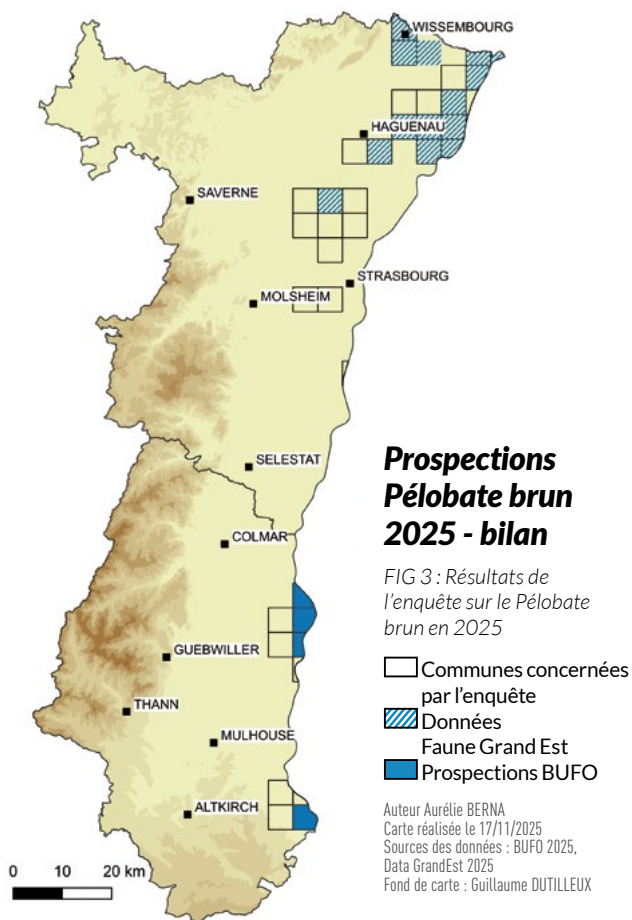 WISSEMBOURG
HAGUENAU
SAVERNE
STRASBOURG
MOLSHEIM
SELESTAT
COLMAR
GUEBWILLER
THANN
MULHOUSE
ALTKIRCH
0 10 20 km
Prospections
Pélobate brun
2025 - bilan
FIG 3 : Résultats de
l'enquête sur le Pélobate
brun en 2025
Communes concernées
par l'enquête
Données
Faune Grand Est
Prospections BUFO
Auteur Aurélie BERNA
Carte réalisée le 17/11/2025
Sources des données : BUFO 2025,
Data GrandEst 2025
Fond de carte : Guillaume DUTILLEUX